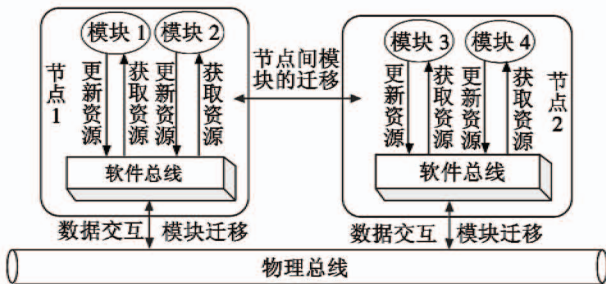 模块 1
模块 2
更新资源
获取资源
更新资源
获取资源
节点1
软件总线
节点间模
块的迁移
模块 3
模块 4
更新资源
获取资源
更新资源
获取资源
节点2
软件总线
数据交互
模块迁移
数据交互
模块迁移
物理总线